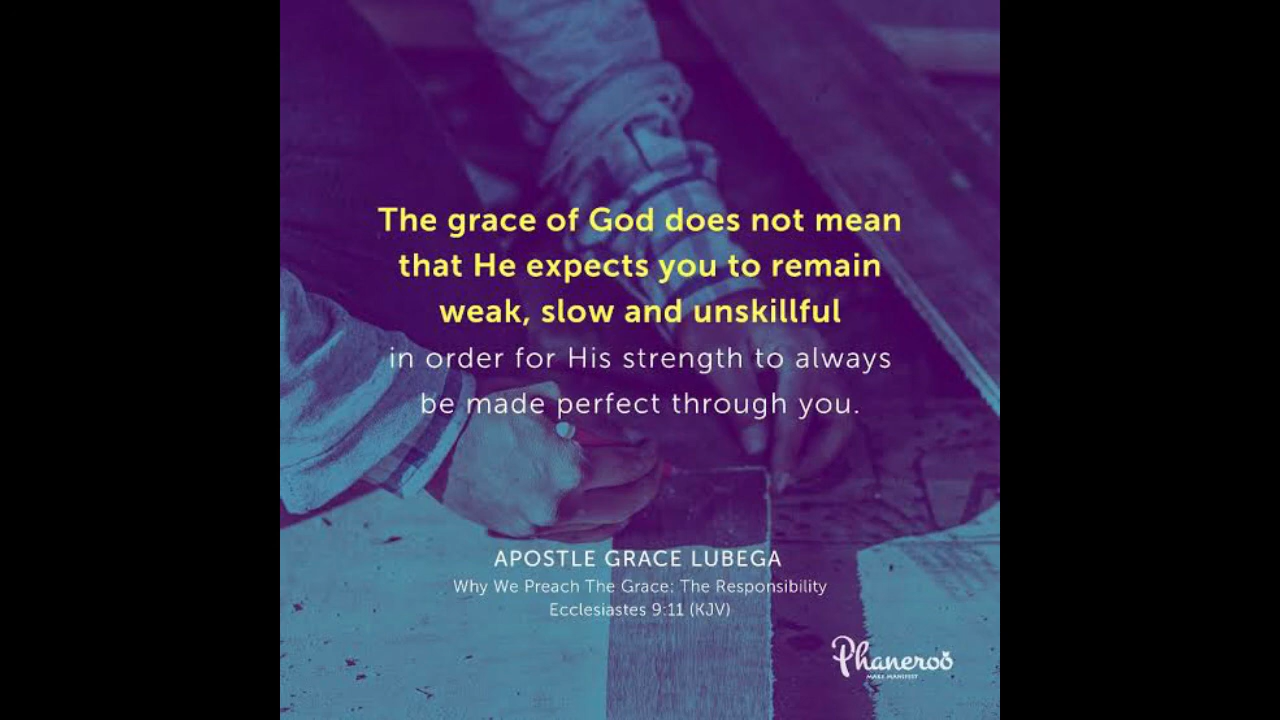 The grace of God does not mean
that He expects you to remain
weak, slow and unskillful
in order for His strength to always
be made perfect through you.
APOSTLE GRACE LUBEGA
Why We Preach The Grace: The Responsibility
Ecclesiastes 9:11 (KJV)
Phaneroo
MAKE MANIFEST